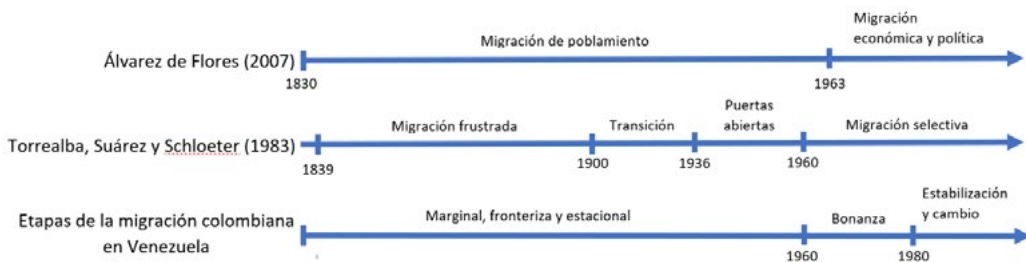 Migración
económica y política
Migración de poblamiento
Álvarez de Flores (2007)
1830
1963
Puertas
abiertas
Migración frustrada
Transición
Migración selectiva
Torrealba, Suárez y Schloeter (1983)
1839
1900
1936
1960
Estabilización
y cambio
Marginal, fronteriza y estacional
Bonanza
Etapas de la migración colombiana
en Venezuela
1960
1980